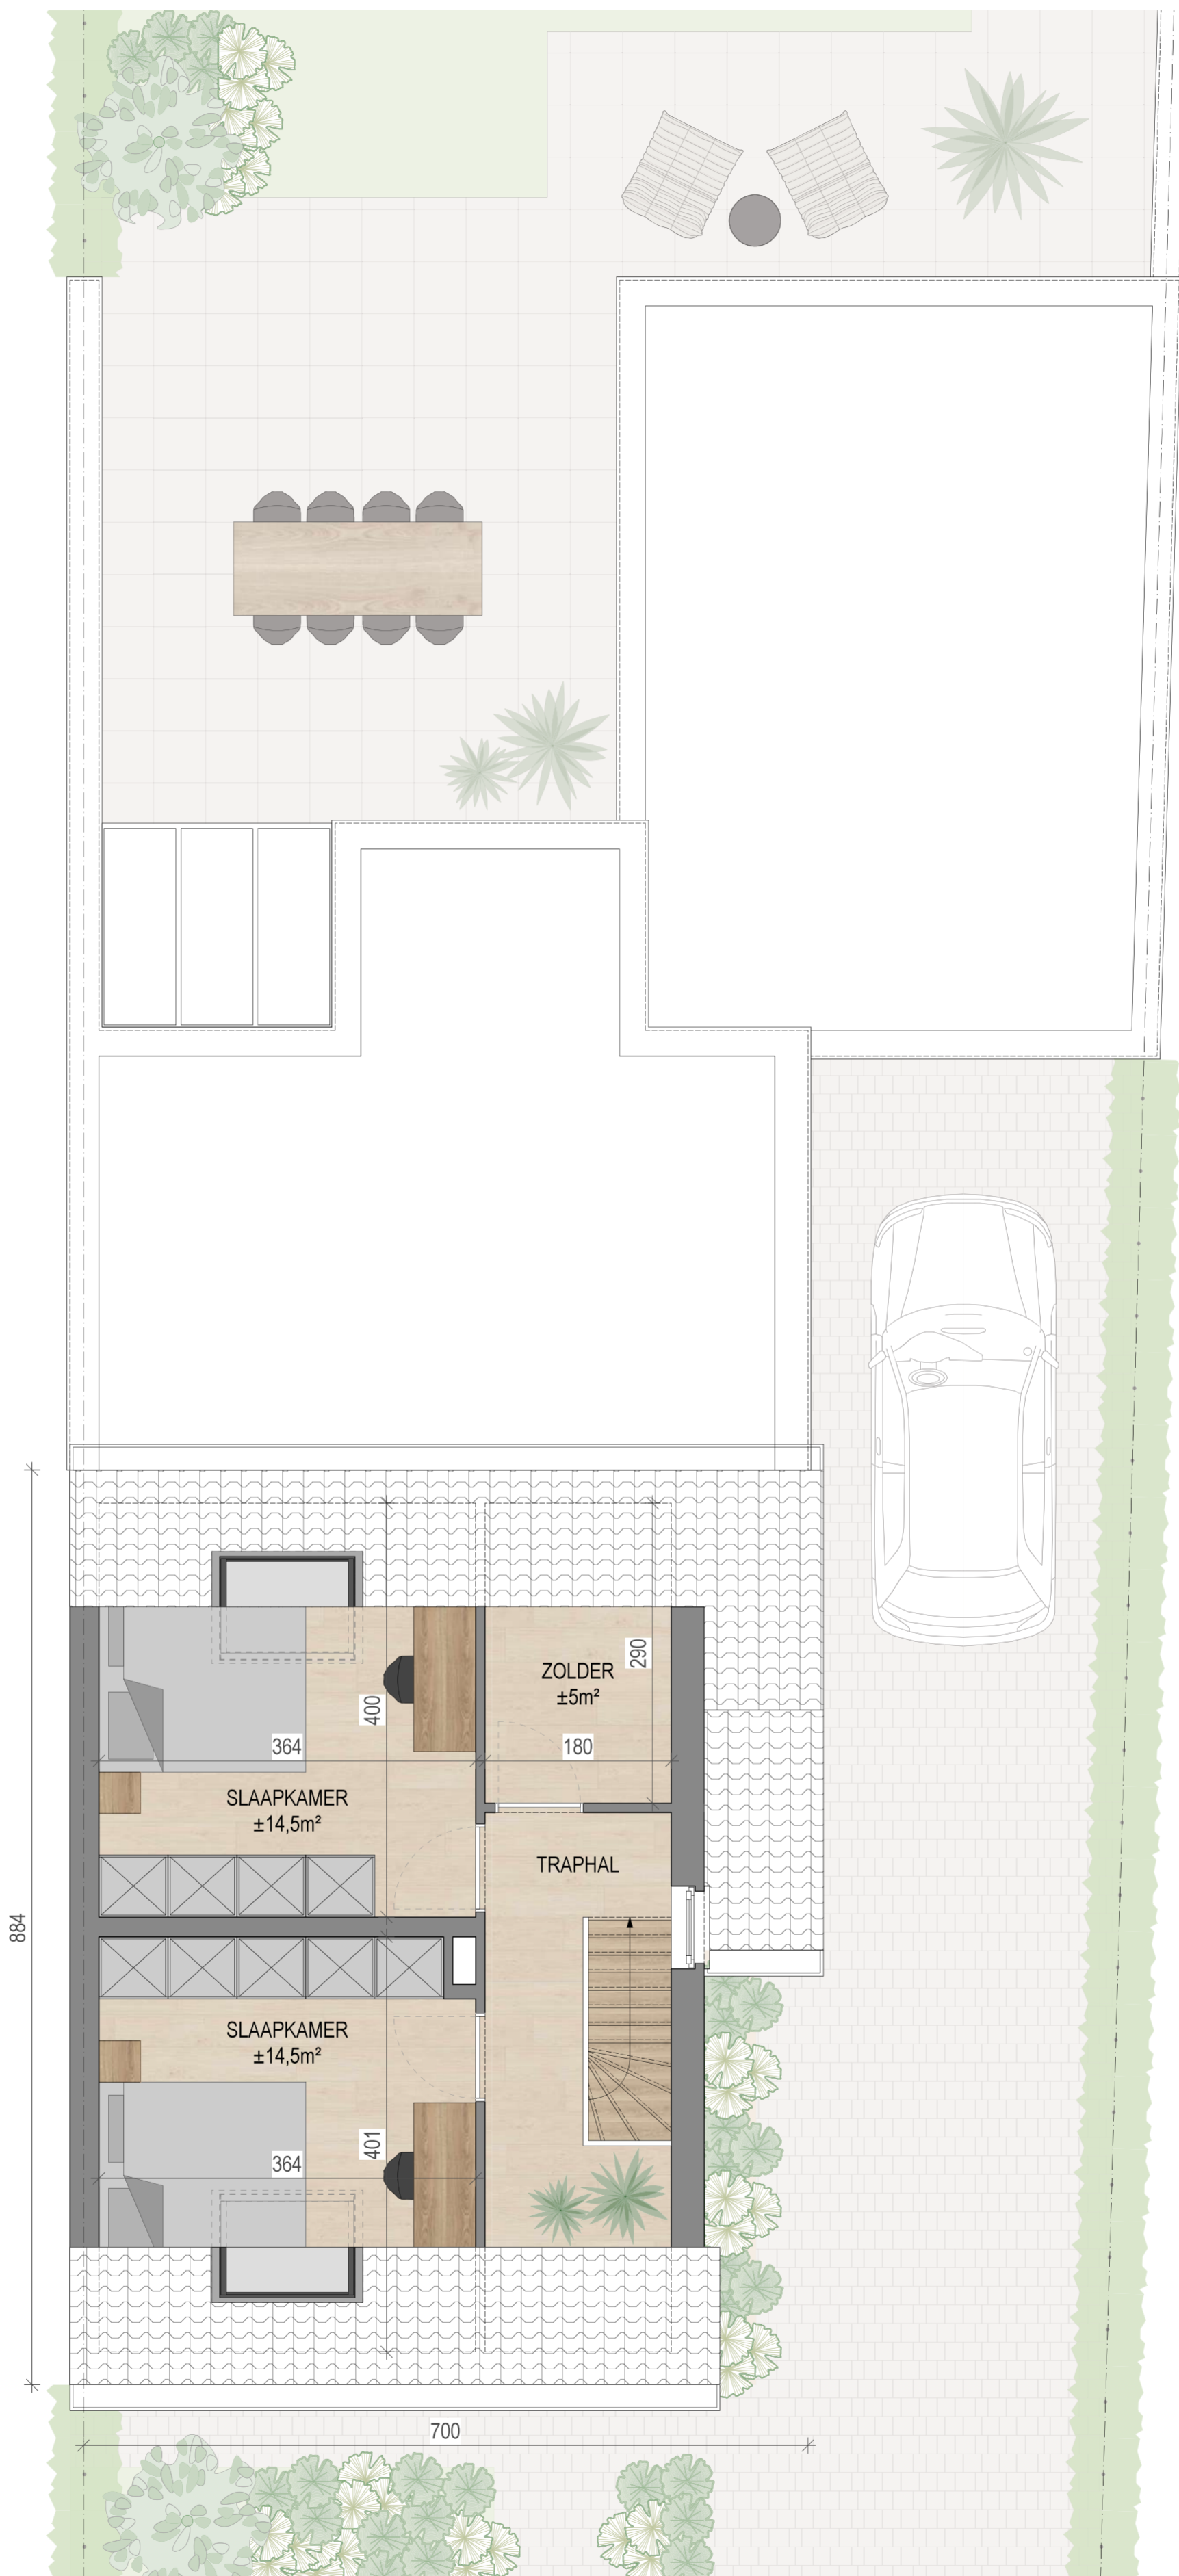 290
ZOLDER
±5m²
400
364
180
SLAAPKAMER
±14,5m²
TRAPHAL
884
SLAAPKAMER
±14,5m²
401
364
700